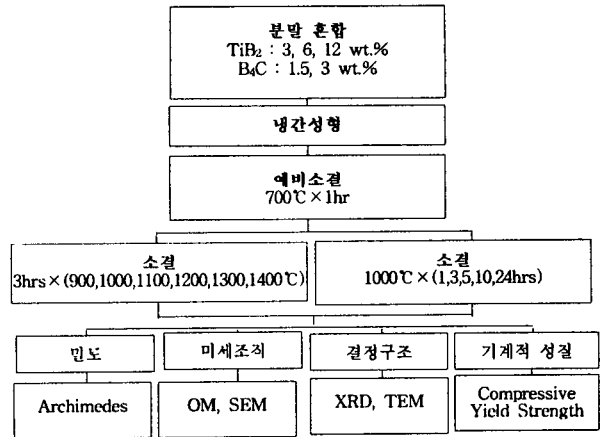 분말 혼합
TiB₂ : 3, 6, 12 wt.%
B₄C : 1.5, 3 wt.%
냉간성형
예비소결
700℃×1hr
소결
3hrs×(900,1000,1100,1200,1300,1400℃)
소결
1000℃×(1,3,5,10,24hrs)
밀도
미세조직
결정구조
기계적 성질
Archimedes
OM, SEM
XRD, TEM
Compressive
Yield Strength